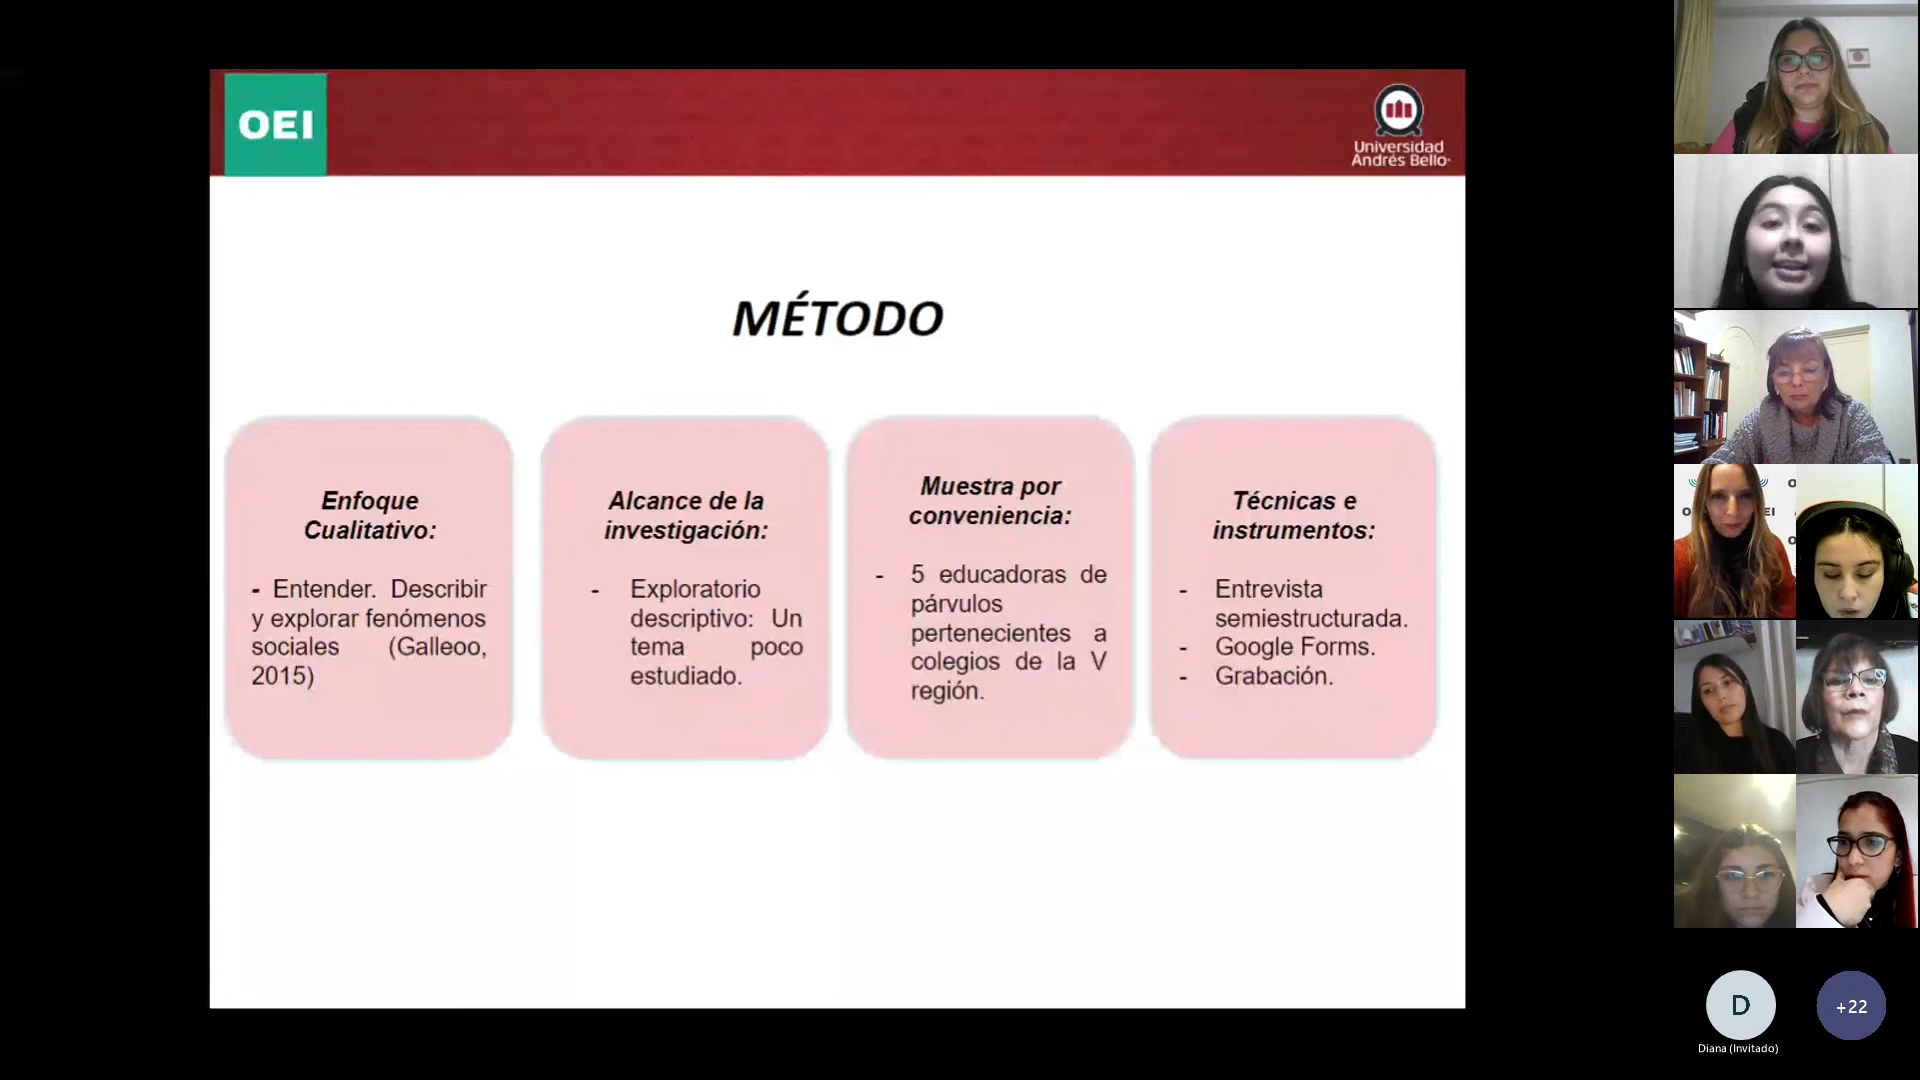 OEI
Universidad
Andrés Bello
MÉTODO
Enfoque
Cualitativo:
- Entender. Describir
y explorar fenómenos
sociales (Galleoo,
2015)
Alcance de la
investigación:
- Exploratorio
descriptivo: Un
tema poco
estudiado.
Muestra por
conveniencia:
- 5 educadoras de
párvulos
pertenecientes a
colegios de la V
región.
Técnicas e
instrumentos:
- Entrevista
semiestructurada.
- Google Forms.
- Grabación.
EI
D
+22
Diana (Invitado)